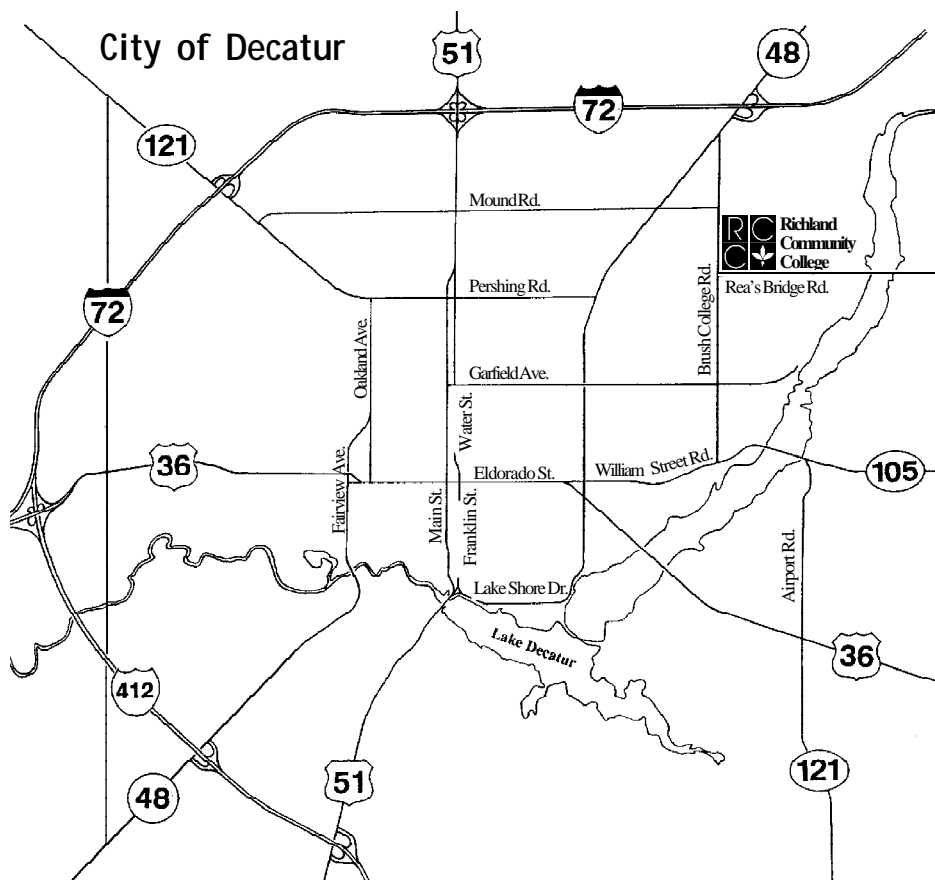 City of Decatur
51
48
72
121
Mound Rd.
R C
C
Richland
Community
College
Pershing Rd.
Rea's Bridge Rd.
72
Oakland Ave.
Brush College Rd.
Garfield Ave.
Water St.
36
Fairview Ave.
Eldorado St.
William Street Rd.
105
Main St.
Franklin St.
Airport Rd.
Lake Shore Dr.
Lake Decatur
36
412
51
121
48